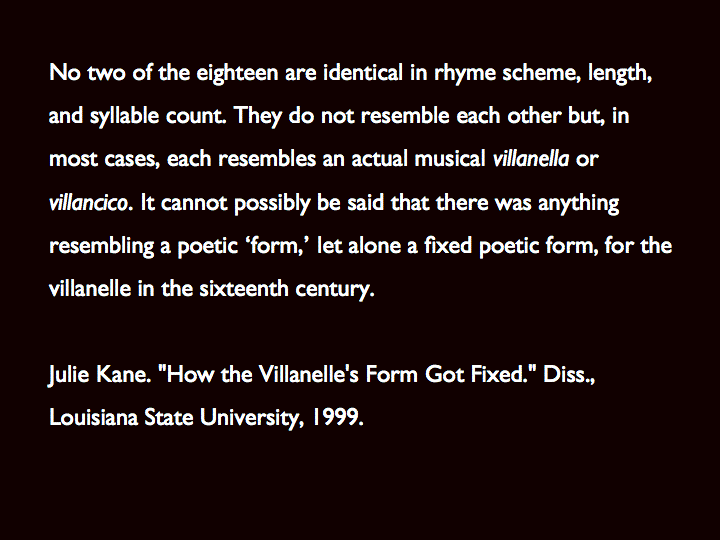 No two of the eighteen are identical in rhyme scheme, length,
and syllable count. They do not resemble each other but, in
most cases, each resembles an actual musical villanella or
villancico. It cannot possibly be said that there was anything
resembling a poetic ‘form,’ let alone a fixed poetic form, for the
villanelle in the sixteenth century.
Julie Kane. "How the Villanelle's Form Got Fixed." Diss.,
Louisiana State University, 1999.